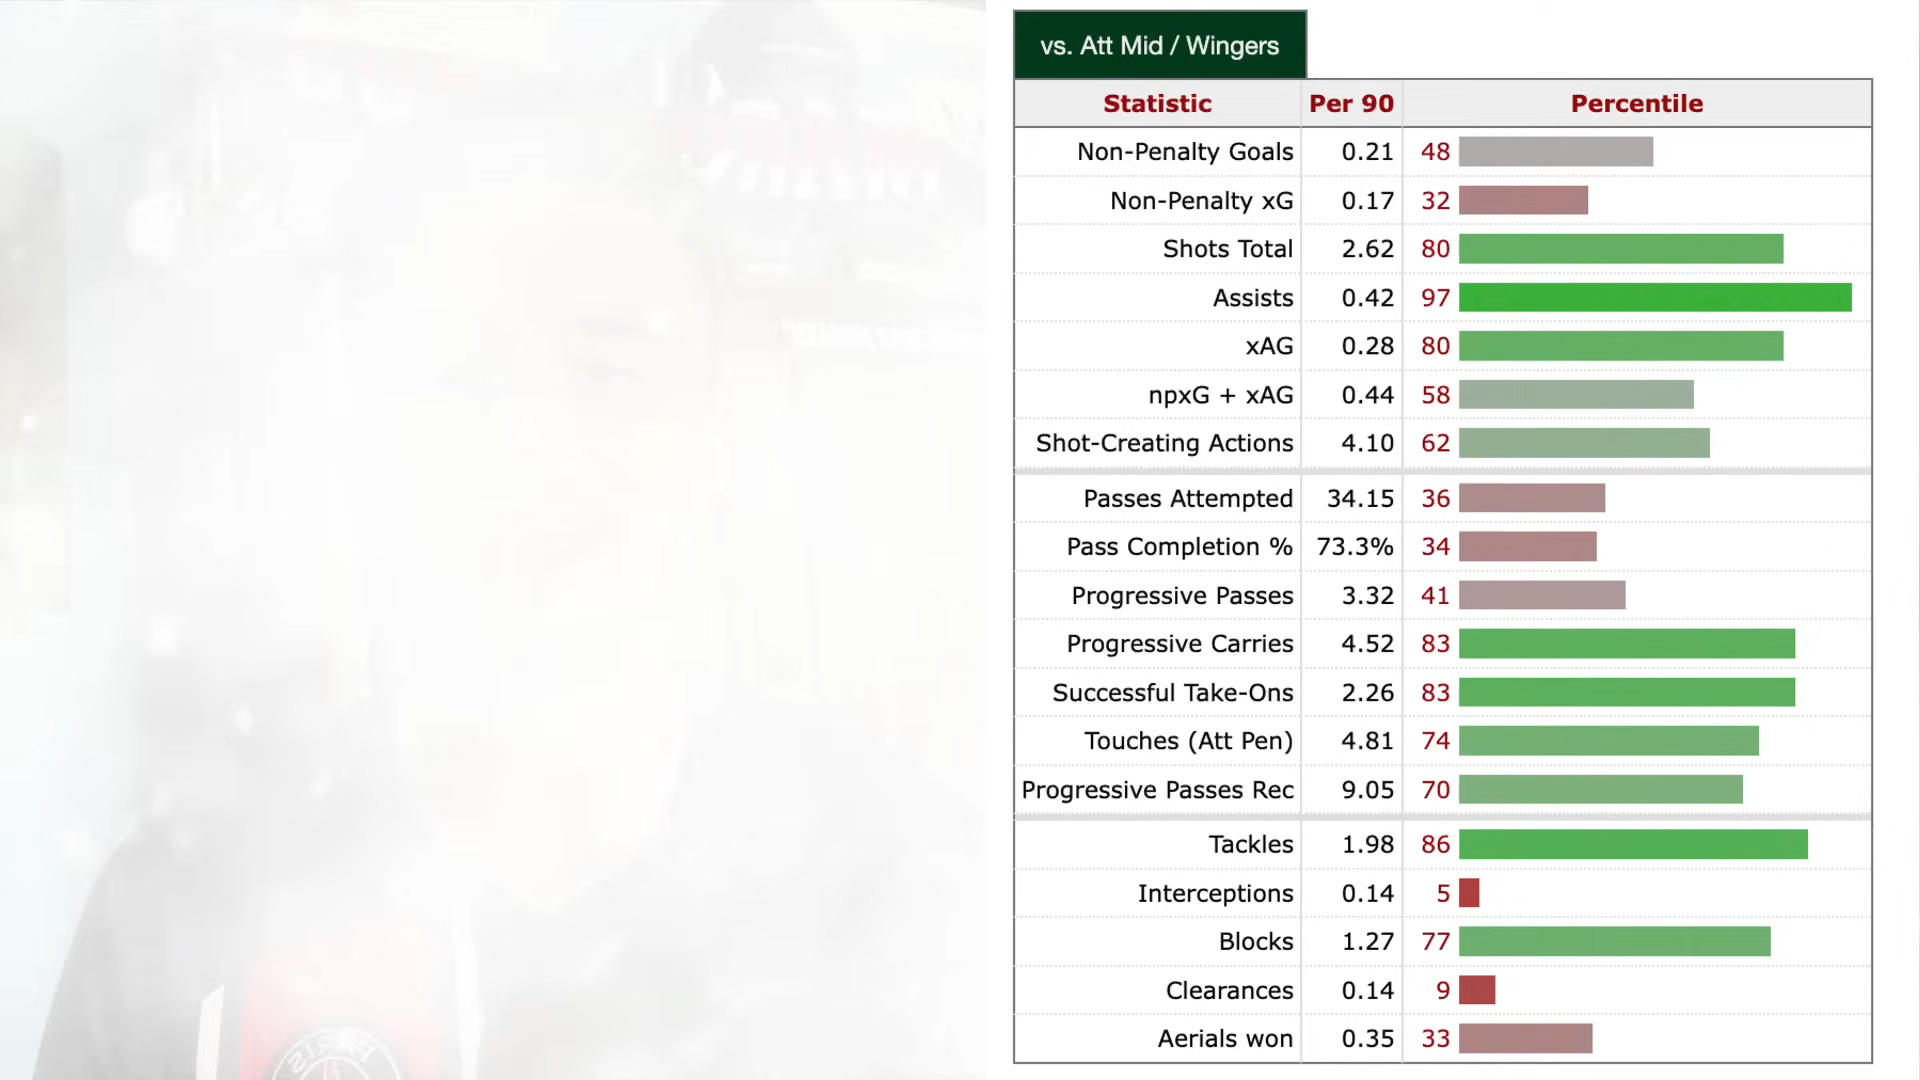 vs. Att Mid / Wingers
Statistic Per 90 Percentile
Non-Penalty Goals 0.21 48
Non-Penalty xG 0.17 32
Shots Total 2.62 80
Assists 0.42 97
xAG 0.28 80
npxG + xAG 0.44 58
Shot-Creating Actions 4.10 62
Passes Attempted 34.15 36
Pass Completion % 73.3% 34
Progressive Passes 3.32 41
Progressive Carries 4.52 83
Successful Take-Ons 2.26 83
Touches (Att Pen) 4.81 74
Progressive Passes Rec 9.05 70
Tackles 1.98 86
Interceptions 0.14 5
Blocks 1.27 77
Clearances 0.14 9
Aerials won 0.35 33
PARIS